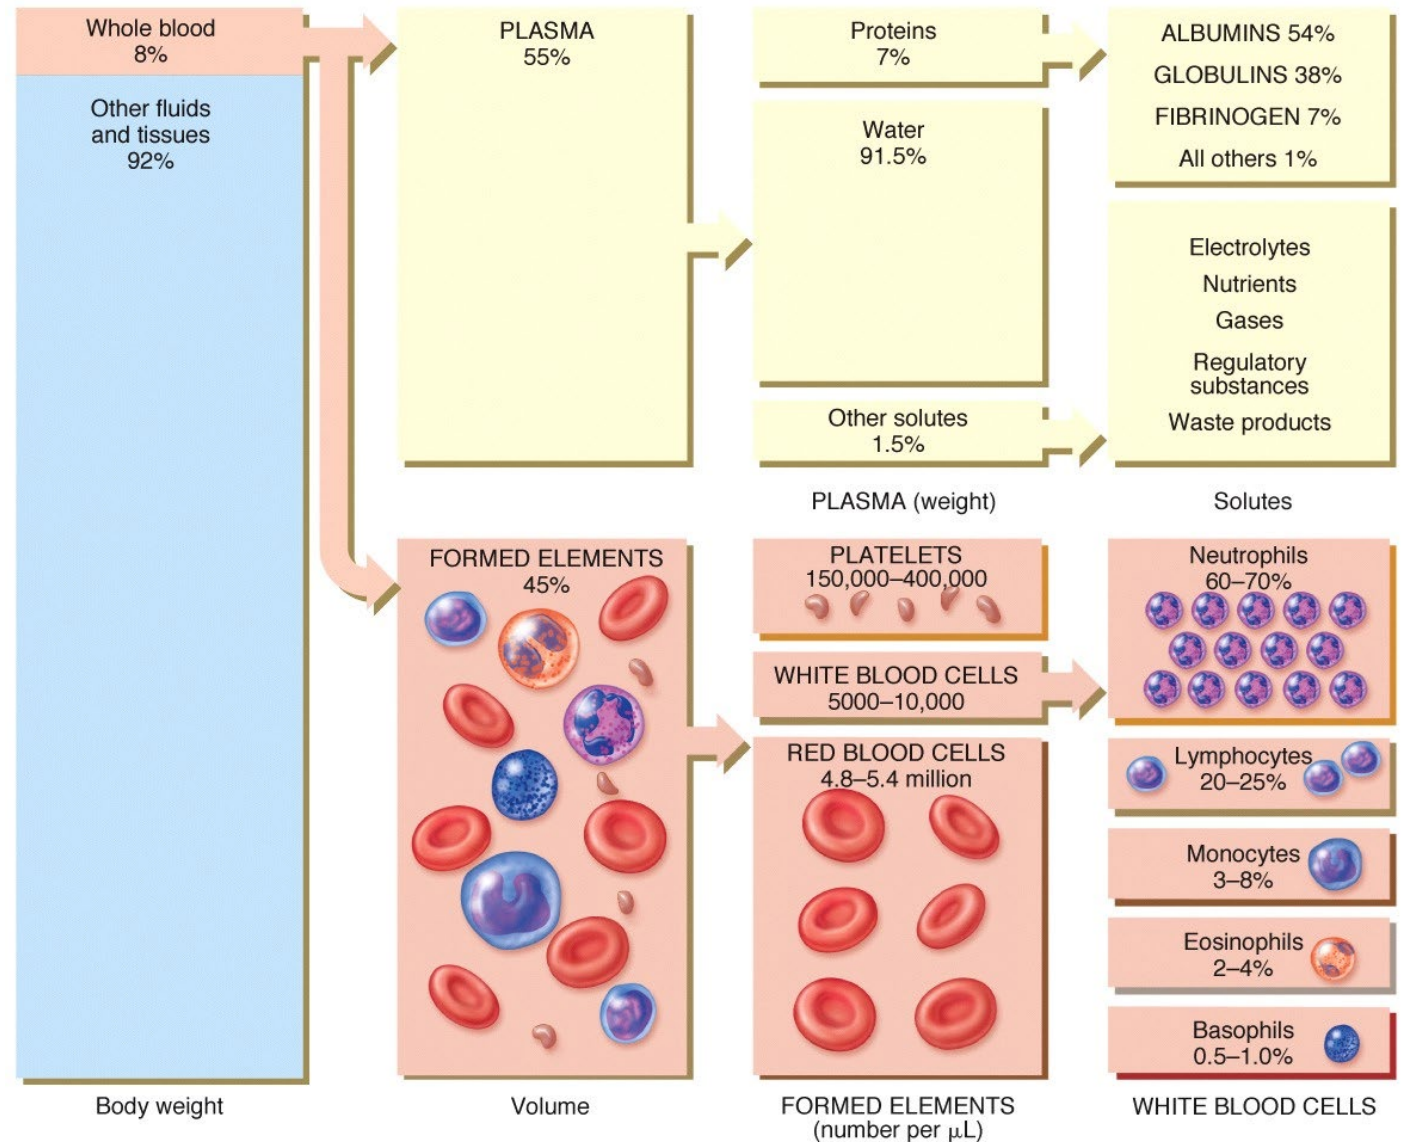 Whole blood
8%
Other fluids
and tissues
92%
Body weight
PLASMA
55%
FORMED ELEMENTS
45%
Volume
Proteins
7%
Water
91.5%
Other solutes
1.5%
PLASMA (weight)
PLATELETS
150,000–400,000
WHITE BLOOD CELLS
5000–10,000
RED BLOOD CELLS
4.8–5.4 million
FORMED ELEMENTS
(number per μL)
ALBUMINS 54%
GLOBULINS 38%
FIBRINOGEN 7%
All others 1%
Electrolytes
Nutrients
Gases
Regulatory
substances
Waste products
Solutes
Neutrophils
60–70%
Lymphocytes
20–25%
Monocytes
3–8%
Eosinophils
2–4%
Basophils
0.5–1.0%
WHITE BLOOD CELLS